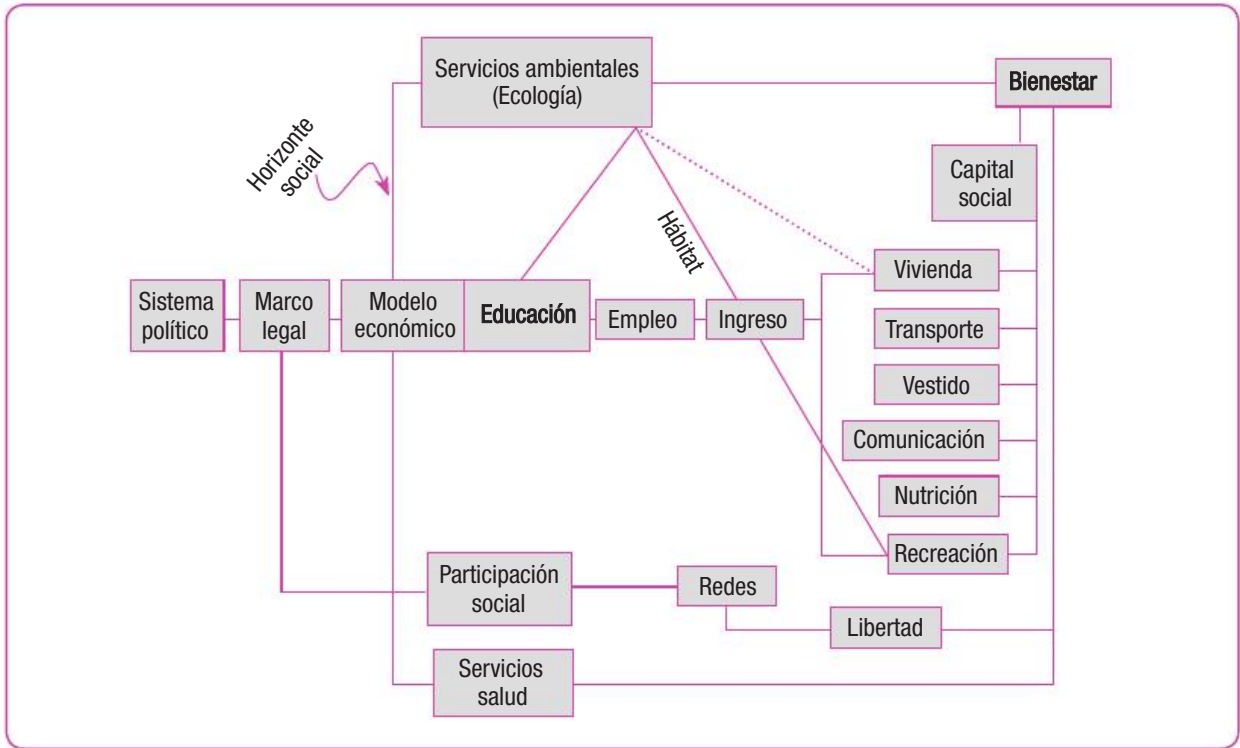 Servicios ambientales
(Ecología)
Bienestar
Horizonte
social
Capital
social
Hábitat
Vivienda
Sistema
político
Marco
legal
Modelo
económico
Educación
Empleo
Ingreso
Transporte
Vestido
Comunicación
Nutrición
Recreación
Participación
social
Redes
Libertad
Servicios
salud